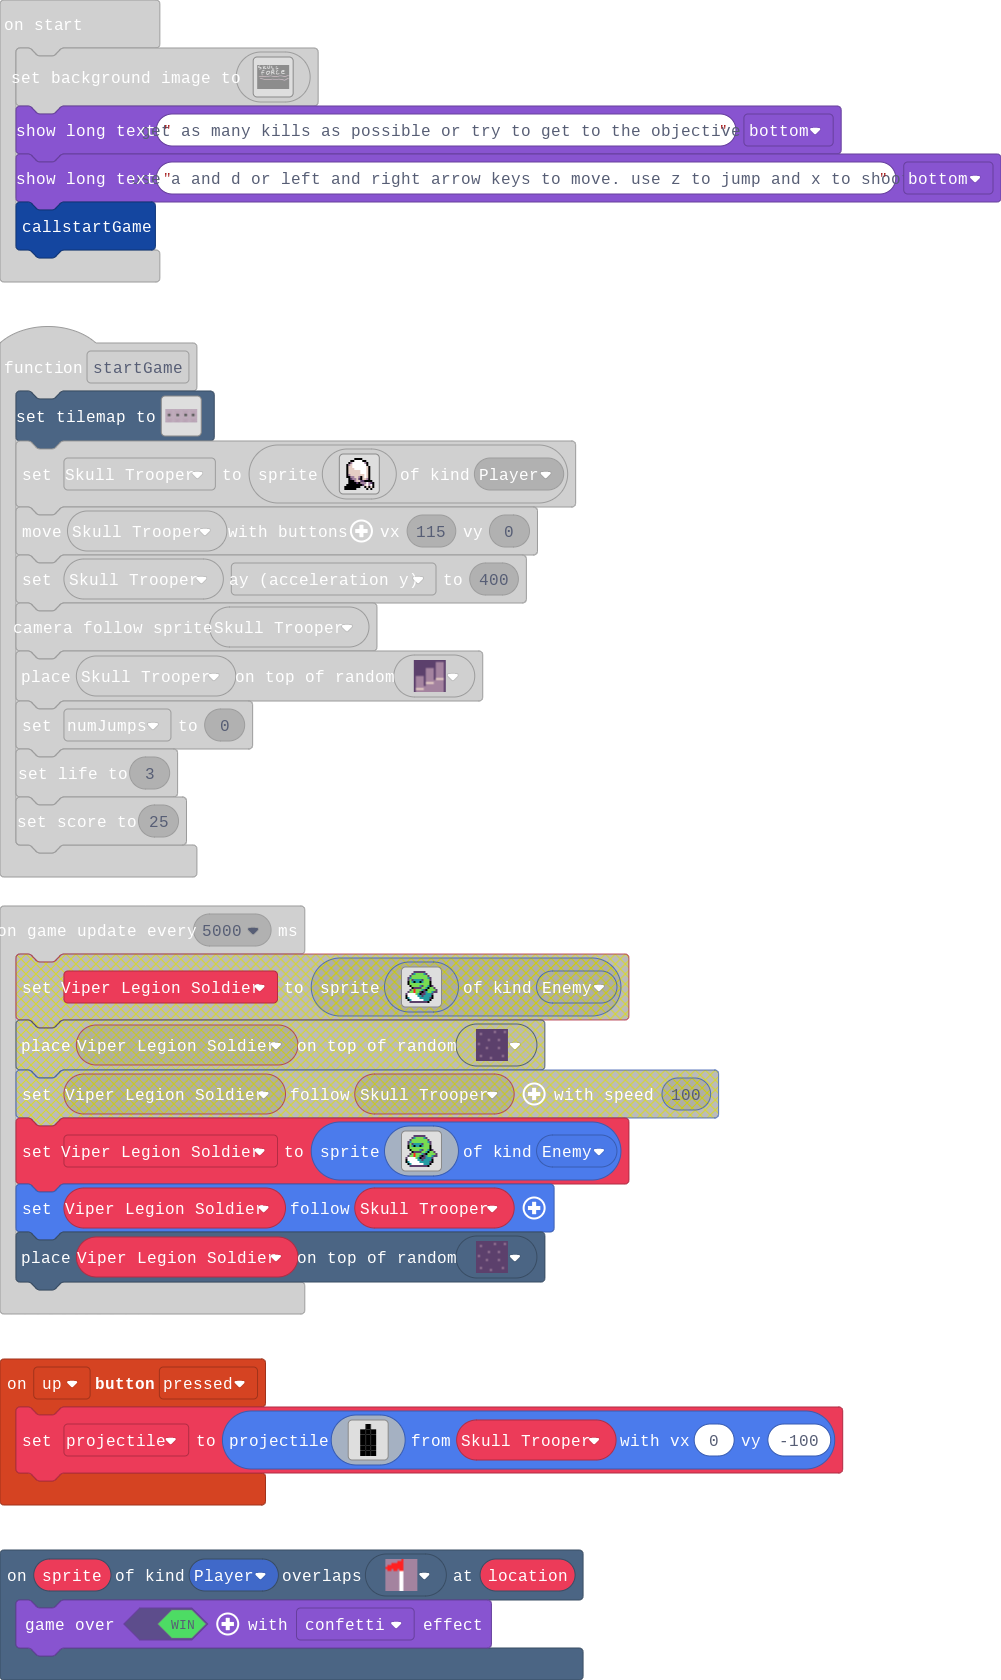 on start
set background image to
SKULL
FORCE
show long text "get as many kills as possible or try to get to the objective" bottom
show long text "a and d or left and right arrow keys to move. use z to jump and x to shoo" bottom
callstartGame
function startGame
set tilemap to
set Skull Trooper to sprite of kind Player
move Skull Trooper with buttons vx 115 vy 0
set Skull Trooper ay (acceleration y) to 400
camera follow sprite Skull Trooper
place Skull Trooper on top of random
set numJumps to 0
set life to 3
set score to 25
on game update every 5000 ms
set Viper Legion Soldier to sprite of kind Enemy
place Viper Legion Soldier on top of random
set Viper Legion Soldier follow Skull Trooper with speed 100
set Viper Legion Soldier to sprite of kind Enemy
set Viper Legion Soldier follow Skull Trooper
place Viper Legion Soldier on top of random
on up button pressed
set projectile to projectile from Skull Trooper with vx 0 vy -100
on sprite of kind Player overlaps at location
game over WIN with confetti effect